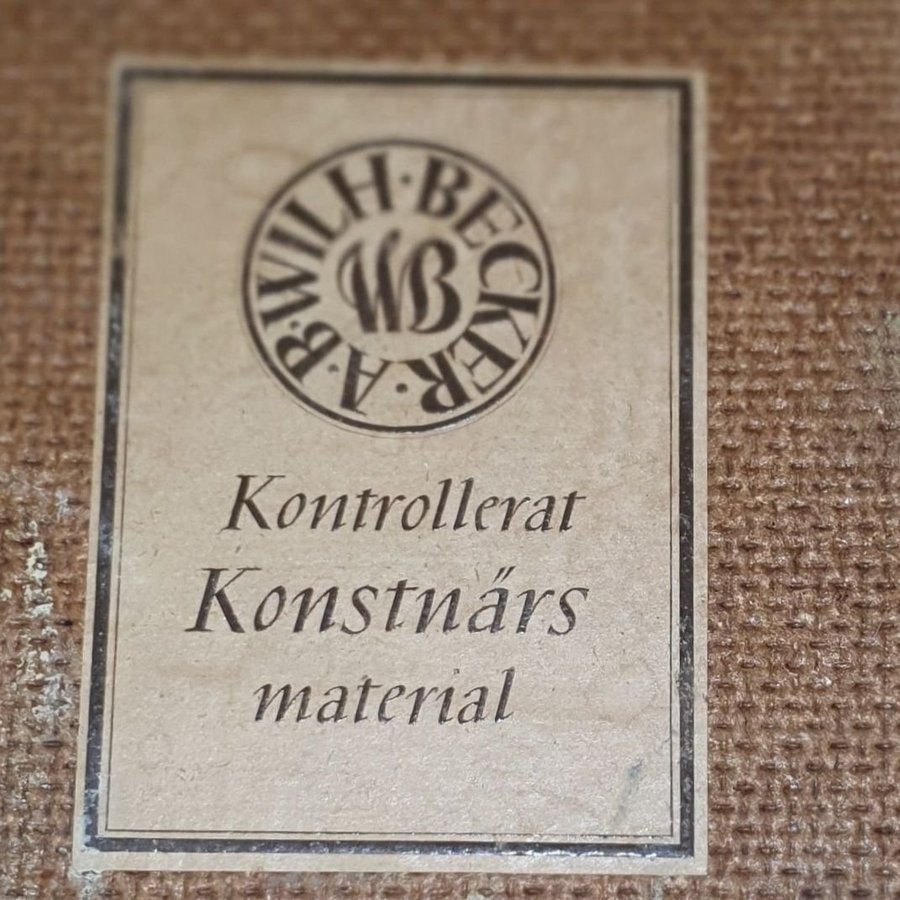 A·B·WILH·BECKER·
WB
Kontrollerat
Konstnärs
material